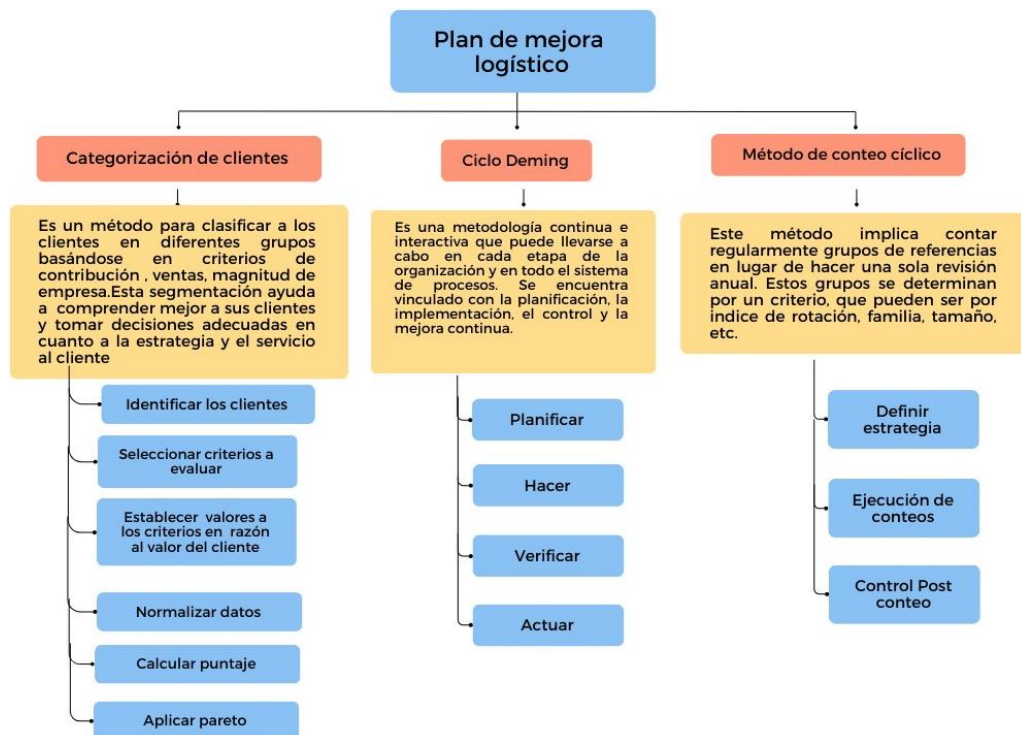 Plan de mejora
logístico
Categorización de clientes
Ciclo Deming
Método de conteo cíclico
Es un método para clasificar a los
clientes en diferentes grupos
basándose en criterios de
contribución , ventas, magnitud de
empresa.Esta segmentación ayuda
a comprender mejor a sus clientes
y tomar decisiones adecuadas en
cuanto a la estrategia y el servicio
al cliente
Es una metodología continua e
interactiva que puede llevarse a
cabo en cada etapa de la
organización y en todo el sistema
de procesos. Se encuentra
vinculado con la planificación, la
implementación, el control y la
mejora continua.
Este método implica contar
regularmente grupos de referencias
en lugar de hacer una sola revisión
anual. Estos grupos se determinan
por un criterio, que pueden ser por
indice de rotación, familia, tamaño,
etc.
Identificar los clientes
Seleccionar criterios a
evaluar
Establecer valores a
los criterios en razón
al valor del cliente
Normalizar datos
Calcular puntaje
Aplicar pareto
Planificar
Hacer
Verificar
Actuar
Definir
estrategia
Ejecución de
conteos
Control Post
conteo